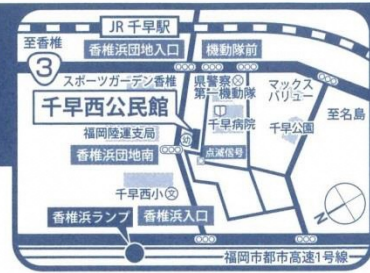 JR 千早駅
至香椎
香椎浜団地入口
機動隊前
3
スポーツガーデン香椎
県警察
第一機動隊
マックス
バリュー
至名島
千早西公民館
千早病院
千早公園
福岡陸運支局
香椎浜団地南
点滅信号
千早西小
文
香椎浜ランプ
香椎浜入口
N
福岡市都市高速1号線